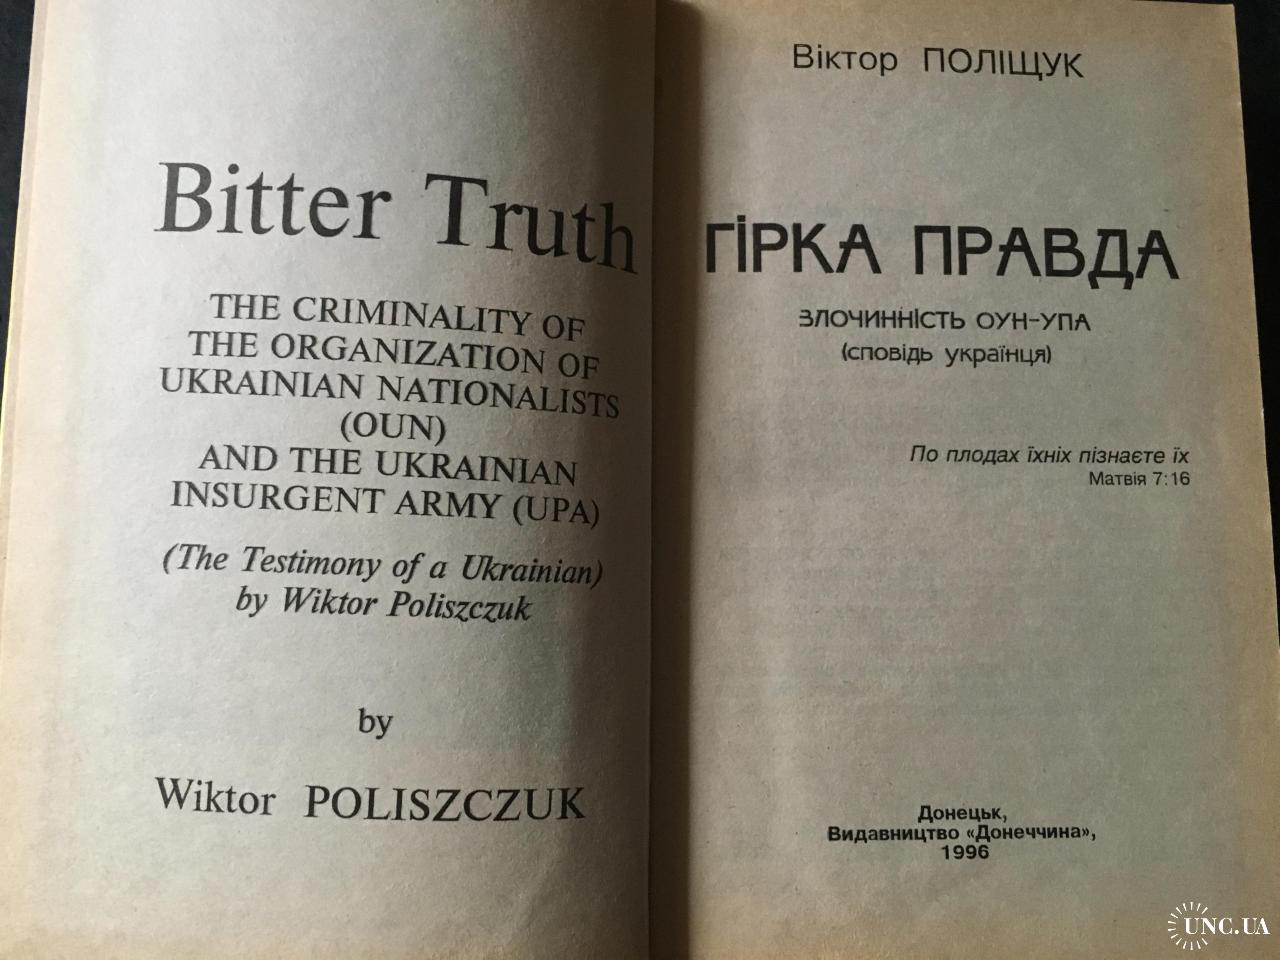 Bitter Truth
THE CRIMINALITY OF
THE ORGANIZATION OF
UKRAINIAN NATIONALISTS
(OUN)
AND THE UKRAINIAN
INSURGENT ARMY (UPA)
(The Testimony of a Ukrainian)
by Wiktor Poliszczuk
by
Wiktor POLISZCZUK
Віктор ПОЛІЩУК
ГІРКА ПРАВДА
ЗЛОЧИННІСТЬ ОУН-УПА
(сповідь українця)
По плодах їхніх пізнаєте їх
Матвія 7:16
Донецьк,
Видавництво «Донеччина»,
1996
UNC.UA